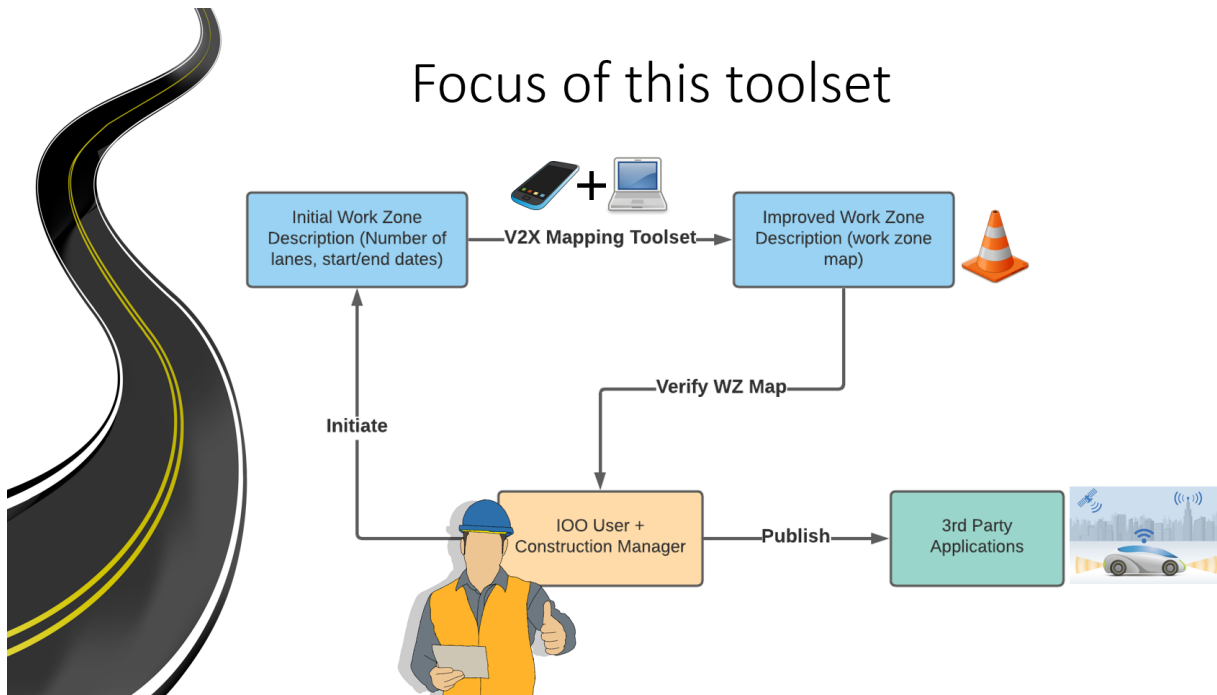 Focus of this toolset
Initial Work Zone
Description (Number of
lanes, start/end dates)
V2X Mapping Toolset
Improved Work Zone
Description (work zone
map)
Verify WZ Map
Initiate
IOO User +
Construction Manager
Publish
3rd Party
Applications